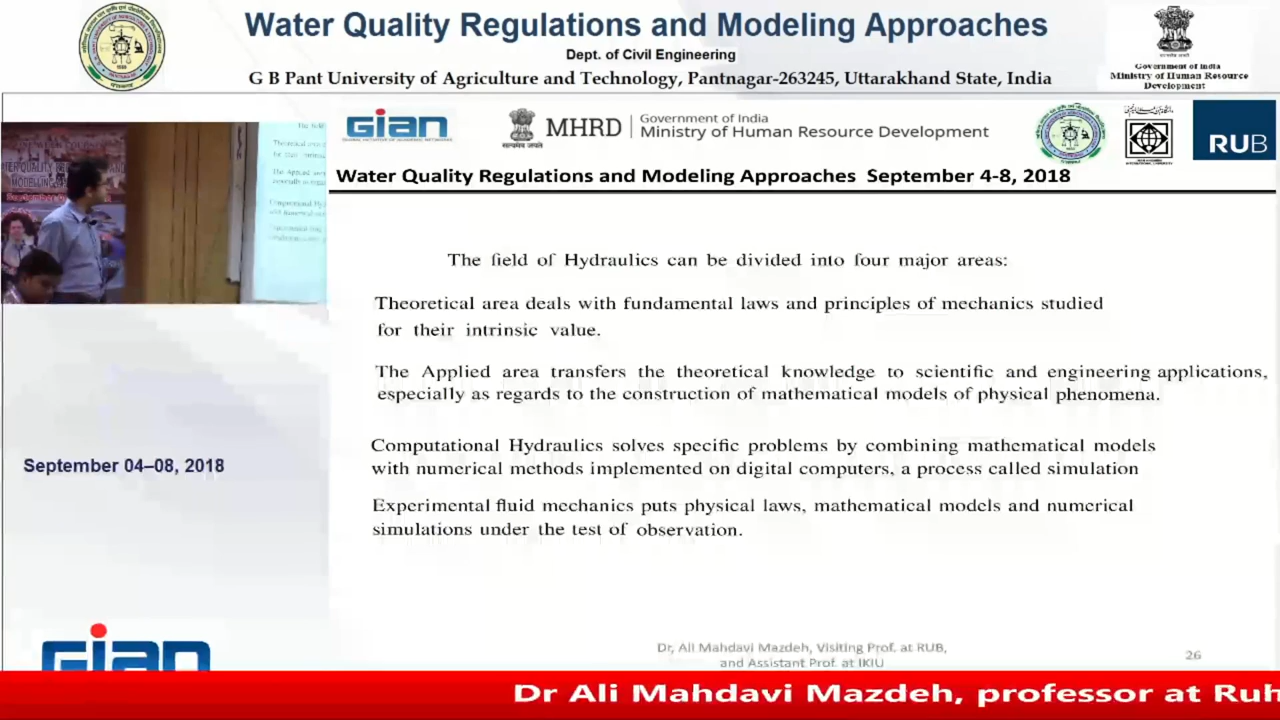 Water Quality Regulations and Modeling Approaches
Dept. of Civil Engineering
G B Pant University of Agriculture and Technology, Pantnagar-263245, Uttarakhand State, India
Government of India
Ministry of Human Resource
Development
GIAN
सत्यमेव जयते
MHRD
Government of India
Ministry of Human Resource Development
RUB
Water Quality Regulations and Modeling Approaches September 4-8, 2018
The field of Hydraulics can be divided into four major areas:
Theoretical area deals with fundamental laws and principles of mechanics studied
for their intrinsic value.
The Applied area transfers the theoretical knowledge to scientific and engineering applications,
especially as regards to the construction of mathematical models of physical phenomena.
Computational Hydraulics solves specific problems by combining mathematical models
with numerical methods implemented on digital computers, a process called simulation
Experimental fluid mechanics puts physical laws, mathematical models and numerical
simulations under the test of observation.
September 04–08, 2018
GIAN
Dr, Ali Mahdavi Mazdeh, Visiting Prof. at RUB,
and Assistant Prof. at IKIU
26
Dr Ali Mahdavi Mazdeh, professor at Ruh